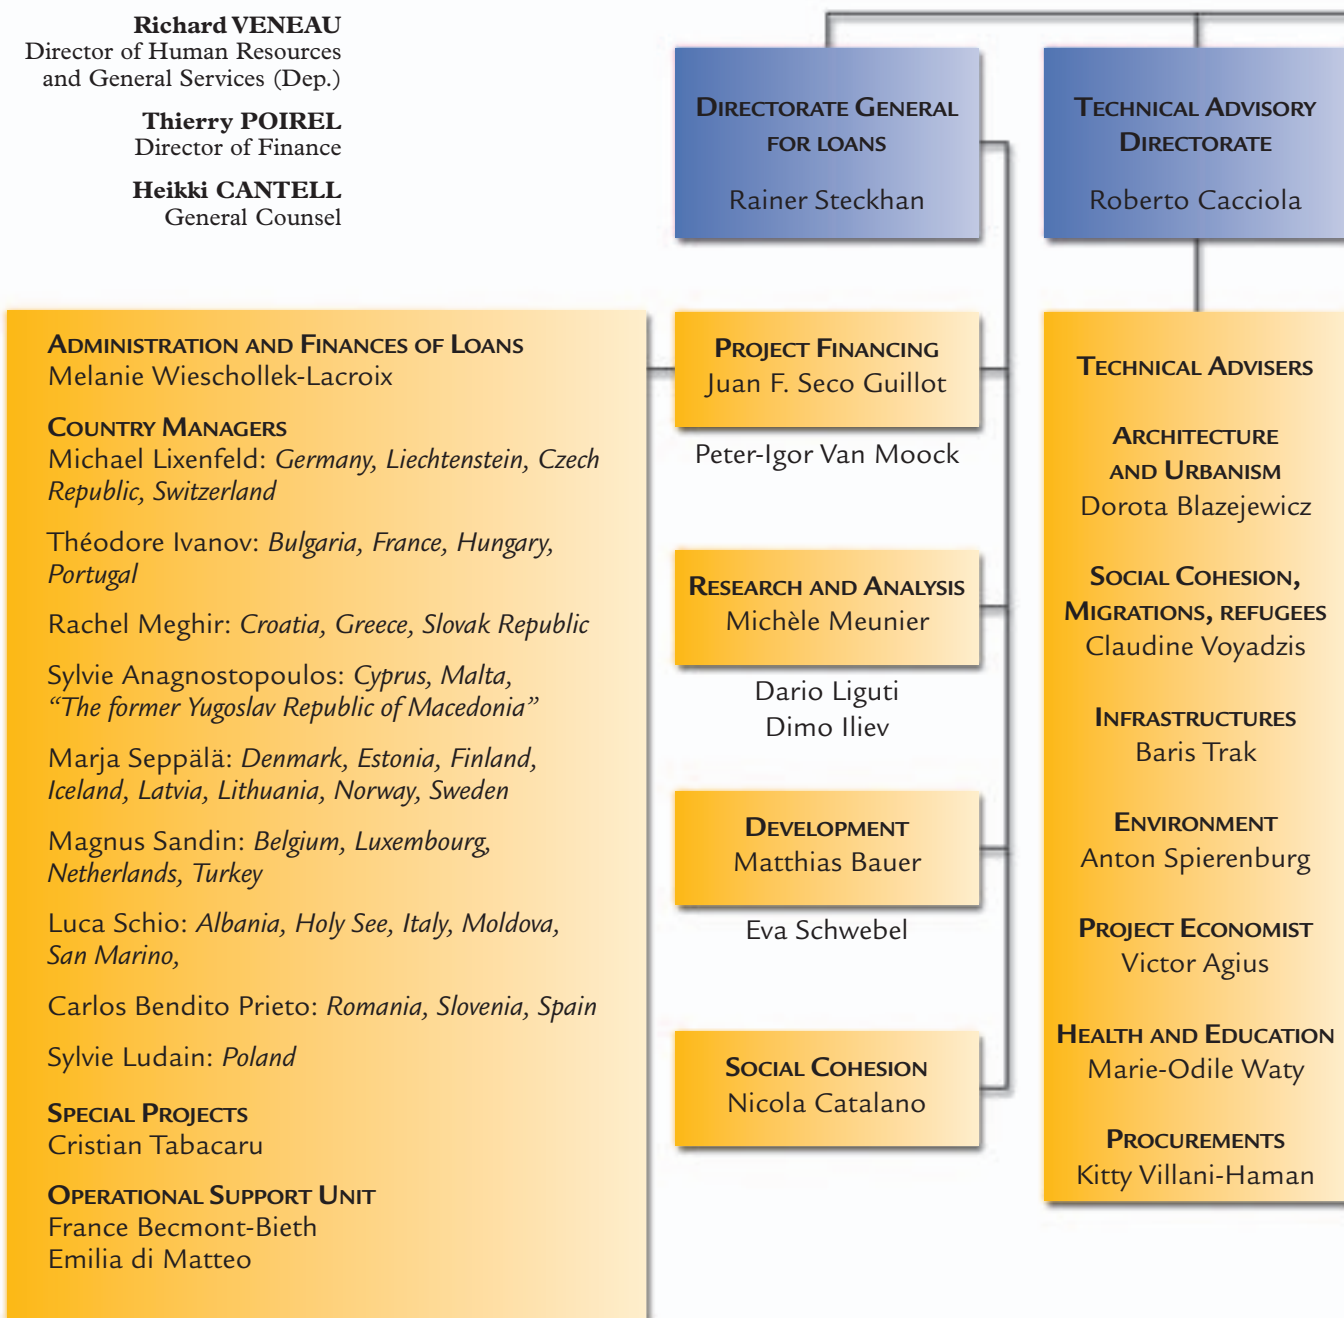 Richard VENEAU
Director of Human Resources
and General Services (Dep.)
Thierry POIREL
Director of Finance
Heikki CANTELL
General Counsel
DIRECTORATE GENERAL
FOR LOANS
Rainer Steckhan
TECHNICAL ADVISORY
DIRECTORATE
Roberto Cacciola
ADMINISTRATION AND FINANCES OF LOANS
Melanie Wieschollek-Lacroix
COUNTRY MANAGERS
Michael Lixenfeld: Germany, Liechtenstein, Czech
Republic, Switzerland
Théodore Ivanov: Bulgaria, France, Hungary,
Portugal
Rachel Meghir: Croatia, Greece, Slovak Republic
Sylvie Anagnostopoulos: Cyprus, Malta,
“The former Yugoslav Republic of Macedonia”
Marja Seppälä: Denmark, Estonia, Finland,
Iceland, Latvia, Lithuania, Norway, Sweden
Magnus Sandin: Belgium, Luxembourg,
Netherlands, Turkey
Luca Schio: Albania, Holy See, Italy, Moldova,
San Marino,
Carlos Bendito Prieto: Romania, Slovenia, Spain
Sylvie Ludain: Poland
SPECIAL PROJECTS
Cristian Tabacaru
OPERATIONAL SUPPORT UNIT
France Becmont-Bieth
Emilia di Matteo
PROJECT FINANCING
Juan F. Seco Guillot
Peter-Igor Van Moock
RESEARCH AND ANALYSIS
Michèle Meunier
Dario Liguti
Dimo Iliev
DEVELOPMENT
Matthias Bauer
Eva Schwebel
SOCIAL COHESION
Nicola Catalano
TECHNICAL ADVISERS
ARCHITECTURE
AND URBANISM
Dorota Blazejewicz
SOCIAL COHESION,
MIGRATIONS, REFUGEES
Claudine Voyadzis
INFRASTRUCTURES
Baris Trak
ENVIRONMENT
Anton Spierenburg
PROJECT ECONOMIST
Victor Agius
HEALTH AND EDUCATION
Marie-Odile Waty
PROCUREMENTS
Kitty Villani-Haman